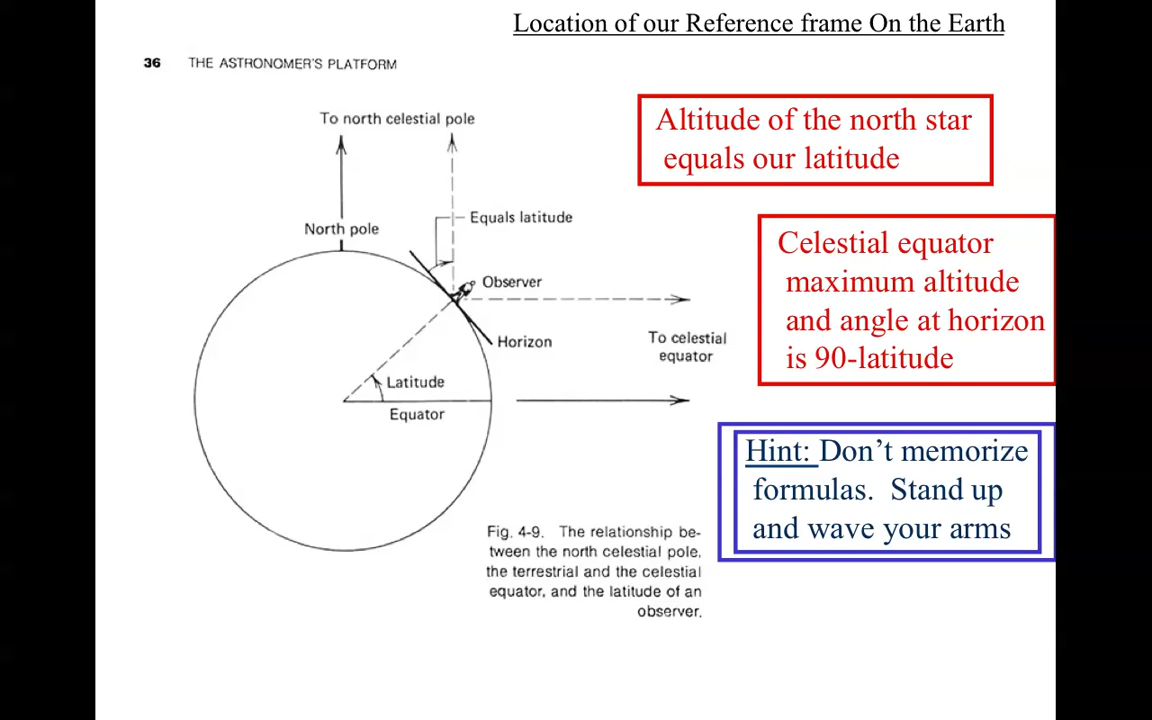 Location of our Reference frame On the Earth
36 THE ASTRONOMER'S PLATFORM
To north celestial pole
Altitude of the north star
equals our latitude
Equals latitude
North pole
Celestial equator
maximum altitude
and angle at horizon
is 90-latitude
Observer
Horizon
To celestial
equator
Latitude
Equator
Hint: Don't memorize
formulas. Stand up
and wave your arms
Fig. 4-9. The relationship be-
tween the north celestial pole,
the terrestrial and the celestial
equator, and the latitude of an
observer.